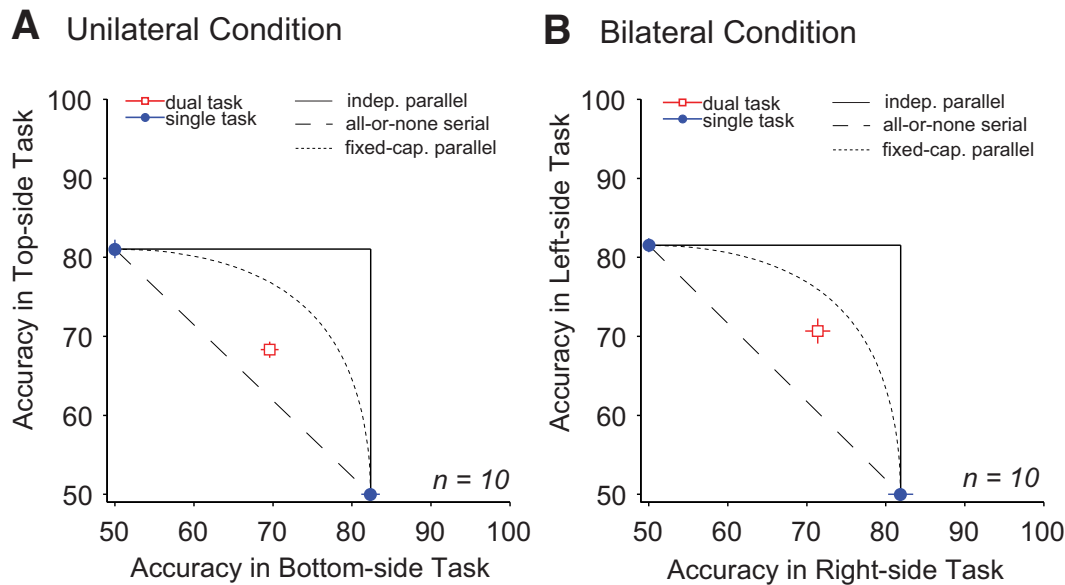 A Unilateral Condition
dual task
single task
indep. parallel
all-or-none serial
fixed-cap. parallel
Accuracy in Top-side Task
100
90
80
70
60
50
n = 10
50 60 70 80 90 100
Accuracy in Bottom-side Task
B Bilateral Condition
dual task
single task
indep. parallel
all-or-none serial
fixed-cap. parallel
Accuracy in Left-side Task
100
90
80
70
60
50
n = 10
50 60 70 80 90 100
Accuracy in Right-side Task